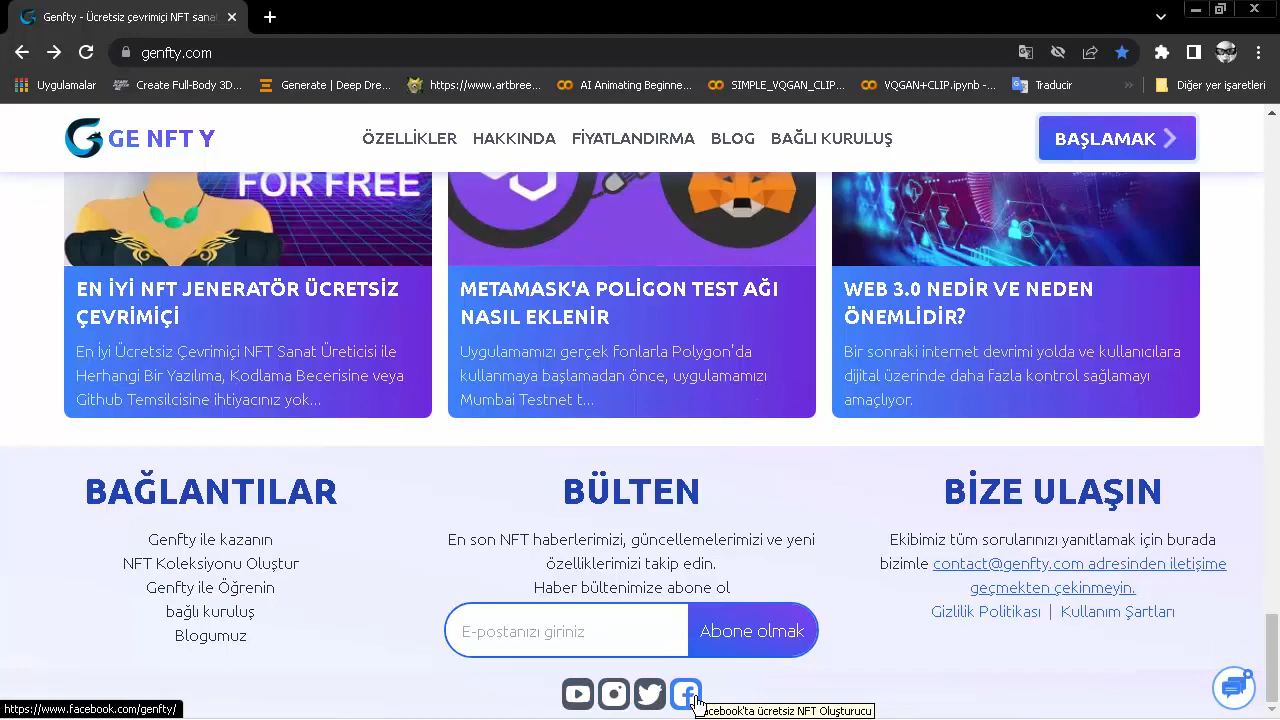 Genfty - Ücretsiz çevrimiçi NFT sana
genfty.com
Uygulamalar
Create Full-Body 3D...
Generate | Deep Dre...
https://www.artbree...
AI Animating Beginne...
SIMPLE_VQGAN_CLIP...
VQGAN+CLIP.ipynb -...
Traducir
Diğer yer işaretleri
GENFTY
ÖZELLİKLER
HAKKINDA
FİYATLANDIRMA
BLOG
BAĞLI KURULUŞ
BAŞLAMAK
FOR FREE
EN İYİ NFT JENERATÖR ÜCRETSİZ
ÇEVRİMİÇİ
En İyi Ücretsiz Çevrimiçi NFT Sanat Üreticisi ile
Herhangi Bir Yazılıma, Kodlama Becerisine veya
Github Temsilcisine ihtiyacınız yok...
METAMASK'A POLİGON TEST AĞI
NASIL EKLENİR
Uygulamamızı gerçek fonlarla Polygon'da
kullanmaya başlamadan önce, uygulamamızı
Mumbai Testnet t...
WEB 3.0 NEDİR VE NEDEN
ÖNEMLİDİR?
Bir sonraki internet devrimi yolda ve kullanıcılara
dijital üzerinde daha fazla kontrol sağlamayı
amaçlıyor.
BAĞLANTILAR
Genfty ile kazanın
NFT Koleksiyonu Oluştur
Genfty ile Öğrenin
bağlı kuruluş
Blogumuz
BÜLTEN
En son NFT haberlerimizi, güncellemelerimizi ve yeni
özelliklerimizi takip edin.
Haber bültenimize abone ol
E-postanızı giriniz
Abone olmak
BİZE ULAŞIN
Ekibimiz tüm sorularınızı yanıtlamak için burada
bizimle contact@genfty.com adresinden iletişime
geçmekten çekinmeyin.
Gizlilik Politikası | Kullanım Şartları
https://www.facebook.com/genfty/
acebook'ta ücretsiz NFT Oluşturucu